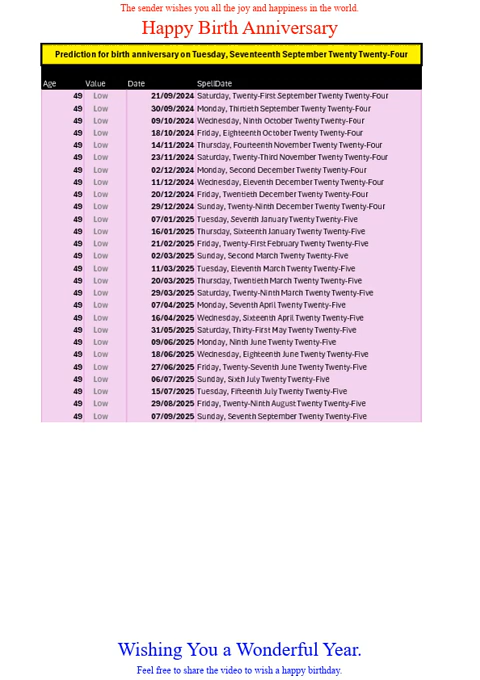 The sender wishes you all the joy and happiness in the world.
Happy Birth Anniversary
Prediction for birth anniversary on Tuesday, Seventeenth September Twenty Twenty-Four
Age Value Date SpellDate
49 Low 21/09/2024 Saturday, Twenty-First September Twenty Twenty-Four
49 Low 30/09/2024 Monday, Thirtieth September Twenty Twenty-Four
49 Low 09/10/2024 Wednesday, Ninth October Twenty Twenty-Four
49 Low 18/10/2024 Friday, Eighteenth October Twenty Twenty-Four
49 Low 14/11/2024 Thursday, Fourteenth November Twenty Twenty-Four
49 Low 23/11/2024 Saturday, Twenty-Third November Twenty Twenty-Four
49 Low 02/12/2024 Monday, Second December Twenty Twenty-Four
49 Low 11/12/2024 Wednesday, Eleventh December Twenty Twenty-Four
49 Low 20/12/2024 Friday, Twentieth December Twenty Twenty-Four
49 Low 29/12/2024 Sunday, Twenty-Ninth December Twenty Twenty-Four
49 Low 07/01/2025 Tuesday, Seventh January Twenty Twenty-Five
49 Low 16/01/2025 Thursday, Sixteenth January Twenty Twenty-Five
49 Low 21/02/2025 Friday, Twenty-First February Twenty Twenty-Five
49 Low 02/03/2025 Sunday, Second March Twenty Twenty-Five
49 Low 11/03/2025 Tuesday, Eleventh March Twenty Twenty-Five
49 Low 20/03/2025 Thursday, Twentieth March Twenty Twenty-Five
49 Low 29/03/2025 Saturday, Twenty-Ninth March Twenty Twenty-Five
49 Low 07/04/2025 Monday, Seventh April Twenty Twenty-Five
49 Low 16/04/2025 Wednesday, Sixteenth April Twenty Twenty-Five
49 Low 31/05/2025 Saturday, Thirty-First May Twenty Twenty-Five
49 Low 09/06/2025 Monday, Ninth June Twenty Twenty-Five
49 Low 18/06/2025 Wednesday, Eighteenth June Twenty Twenty-Five
49 Low 27/06/2025 Friday, Twenty-Seventh June Twenty Twenty-Five
49 Low 06/07/2025 Sunday, Sixth July Twenty Twenty-Five
49 Low 15/07/2025 Tuesday, Fifteenth July Twenty Twenty-Five
49 Low 29/08/2025 Friday, Twenty-Ninth August Twenty Twenty-Five
49 Low 07/09/2025 Sunday, Seventh September Twenty Twenty-Five
Wishing You a Wonderful Year.
Feel free to share the video to wish a happy birthday.